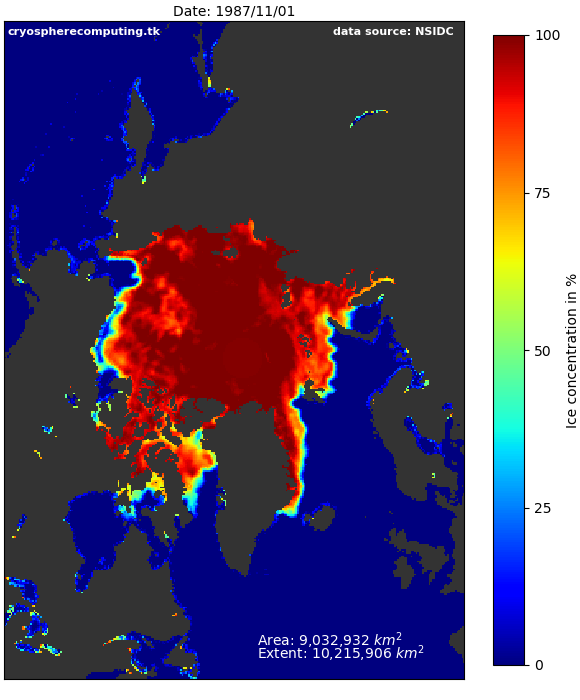 Date: 1987/11/01
cryospherecomputing.tk
data source: NSIDC
100
75
50
25
0
Ice concentration in %
Area: 9,032,932 km²
Extent: 10,215,906 km²